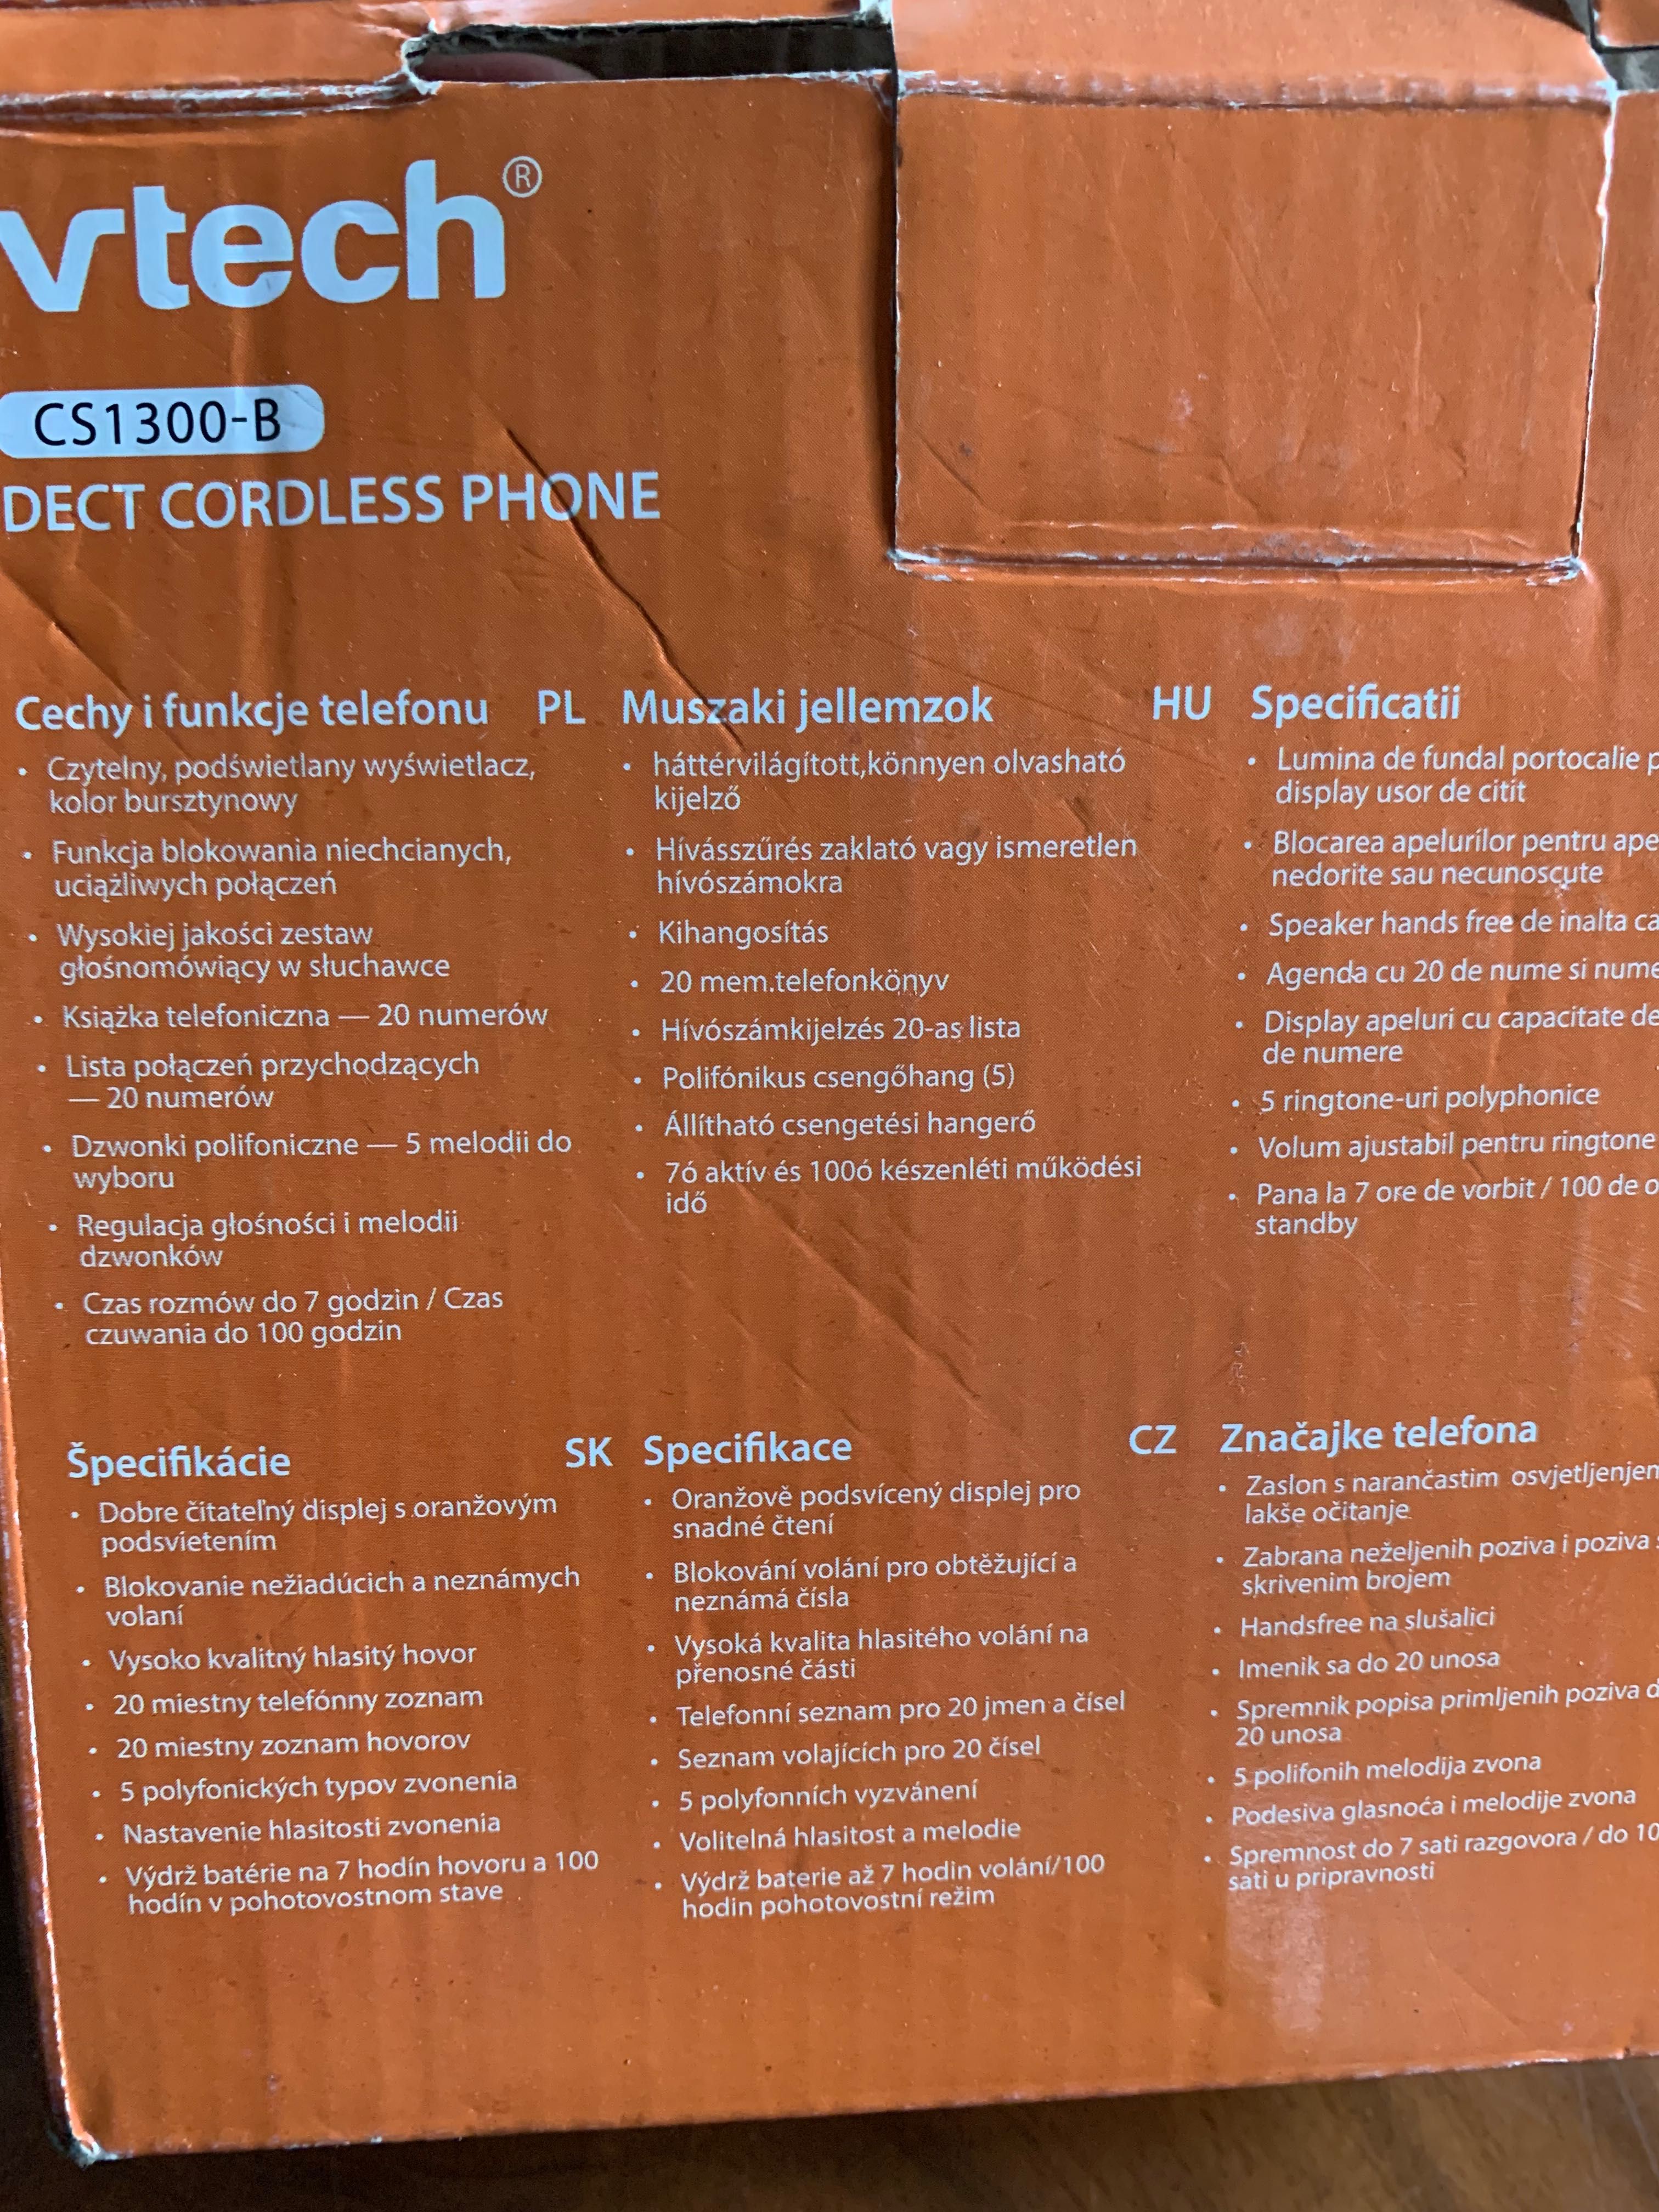 vtech®
CS1300-B
DECT CORDLESS PHONE
Cechy i funkcje telefonu PL
• Czytelny, podświetlany wyświetlacz,
kolor bursztynowy
• Funkcja blokowania niechcianych,
uciążliwych połączeń
• Wysokiej jakości zestaw
głośnomówiący w słuchawce
• Książka telefoniczna — 20 numerów
• Lista połączeń przychodzących
— 20 numerów
• Dzwonki polifoniczne — 5 melodii do
wyboru
• Regulacja głośności i melodii
dzwonków
• Czas rozmów do 7 godzin / Czas
czuwania do 100 godzin
Muszaki jellemzok HU
• háttérvilágított,könnyen olvasható
kijelző
• Hívásszűrés zaklató vagy ismeretlen
hívószámokra
• Kihangosítás
• 20 mem.telefonkönyv
• Hívószámkijelzés 20-as lista
• Polifónikus csengőhang (5)
• Állítható csengetési hangerő
• 7ó aktív és 100ó készenléti működési
idő
Specificatii
• Lumina de fundal portocalie
display usor de citit
• Blocarea apelurilor pentru
nedorite sau necunoscute
• Speaker hands free de inalta
• Agenda cu 20 de nume si
• Display apeluri cu capacitate de
de numere
• 5 ringtone-uri polyphonice
• Volum ajustabil pentru ringtone
• Pana la 7 ore de vorbit / 100 de
standby
Špecifikácie SK
• Dobre čitateľný displej s oranžovým
podsvietením
• Blokovanie nežiadúcich a neznámych
volaní
• Vysoko kvalitný hlasitý hovor
• 20 miestny telefónny zoznam
• 20 miestny zoznam hovorov
• 5 polyfonických typov zvonenia
• Nastavenie hlasitosti zvonenia
• Výdrž batérie na 7 hodín hovoru a 100
hodín v pohotovostnom stave
Specifikace CZ
• Oranžově podsvícený displej pro
snadné čtení
• Blokování volání pro obtěžující a
neznámá čísla
• Vysoká kvalita hlasitého volání na
přenosné části
• Telefonní seznam pro 20 jmen a čísel
• Seznam volajících pro 20 čísel
• 5 polyfonních vyzvánení
• Volitelná hlasitost a melodie
• Výdrž baterie až 7 hodin volání/100
hodin pohotovostní režim
Značajke telefona
• Zaslon s narančastim
lakše očitanje
• Zabrana neželjenih poziva i poziva
skrivenim brojem
• Handsfree na slušalici
• Imenik sa do 20 unosa
• Spremnik popisa primljenih poziva
20 unosa
• 5 polifonih melodija zvona
• Podesiva glasnoća i melodije zvona
• Spremnost do 7 sati razgovora / do
sati u pripravnosti